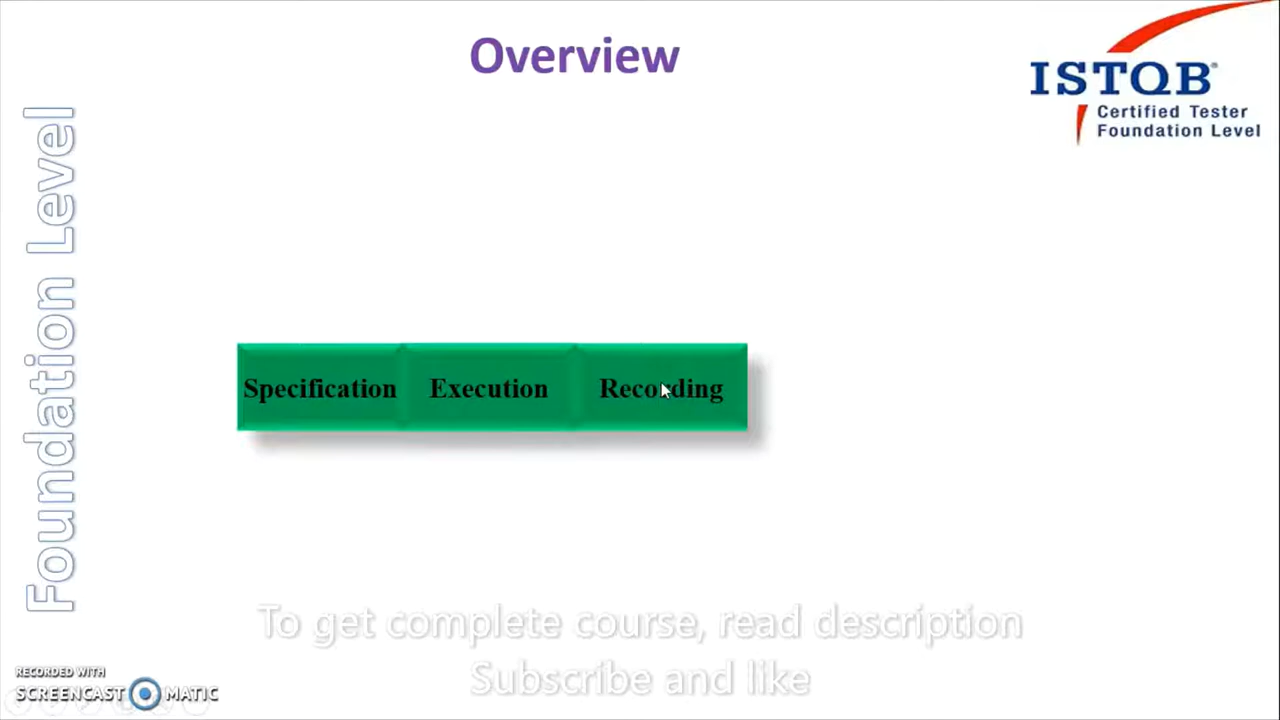 Overview
ISTQB®
Certified Tester
Foundation Level
Foundation Level
Specification Execution Recording
To get complete course, read description
Subscribe and like
RECORDED WITH
SCREENCAST MATIC